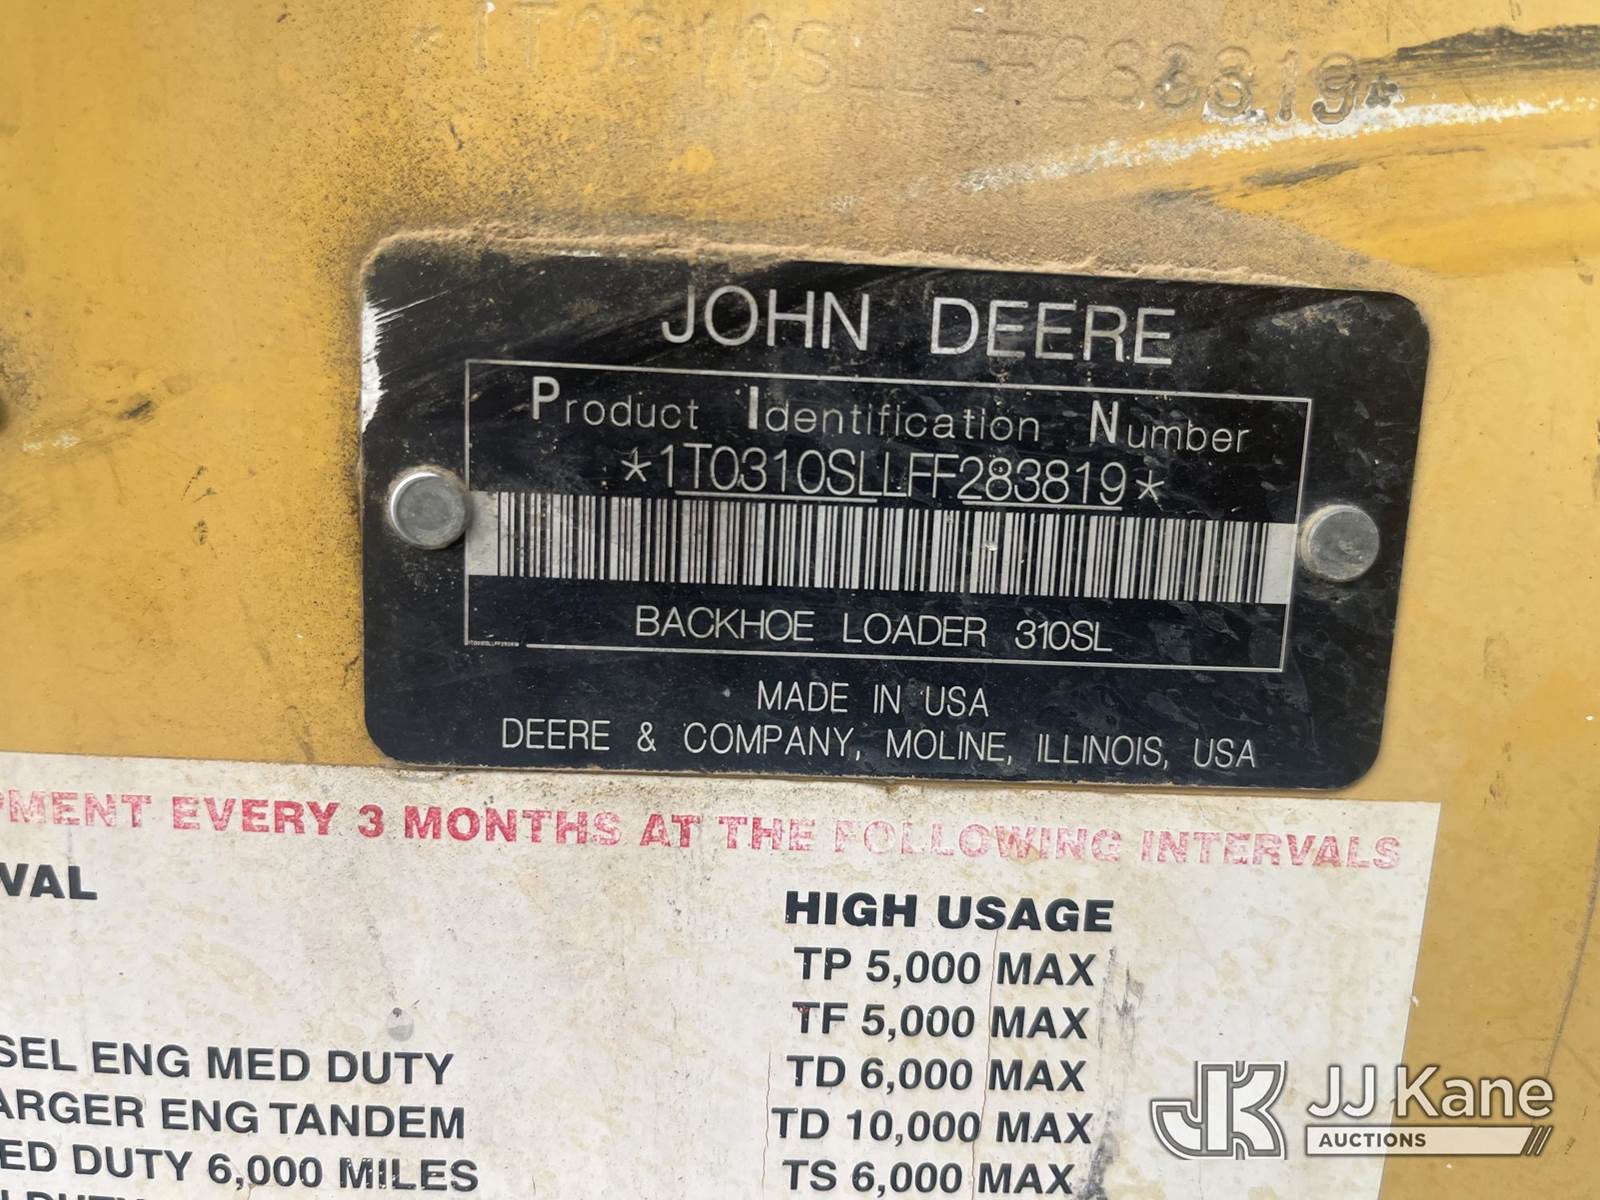 JOHN DEERE
Product Identification Number
*1T0310SLLFF283819*
BACKHOE LOADER 310SL
MADE IN USA
DEERE & COMPANY, MOLINE, ILLINOIS, USA
PMENT EVERY 3 MONTHS AT THE FOLLOWING INTERVALS
VAL
HIGH USAGE
TP 5,000 MAX
TF 5,000 MAX
SEL ENG MED DUTY
TD 6,000 MAX
ARGER ENG TANDEM
TD 10,000 MAX
ED DUTY 6,000 MILES
TS 6,000 MAX
JJ Kane
AUCTIONS